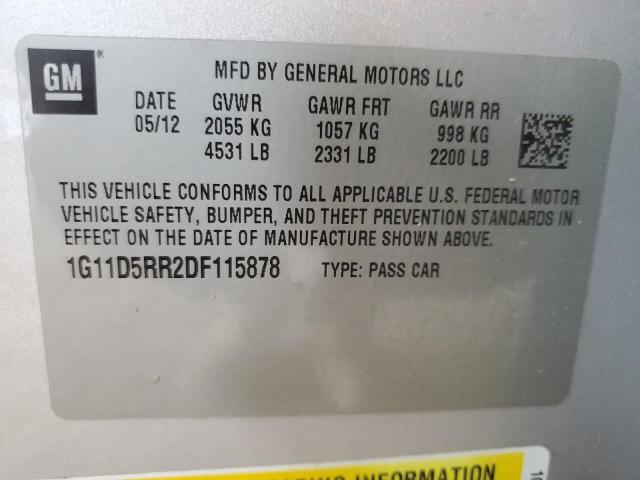 GM®
MFD BY GENERAL MOTORS LLC
DATE GVWR GAWR FRT GAWR RR
05/12 2055 KG 1057 KG 998 KG
4531 LB 2331 LB 2200 LB
THIS VEHICLE CONFORMS TO ALL APPLICABLE U.S. FEDERAL MOTOR
VEHICLE SAFETY, BUMPER, AND THEFT PREVENTION STANDARDS IN
EFFECT ON THE DATE OF MANUFACTURE SHOWN ABOVE.
1G11D5RR2DF115878 TYPE: PASS CAR
INFORMATION